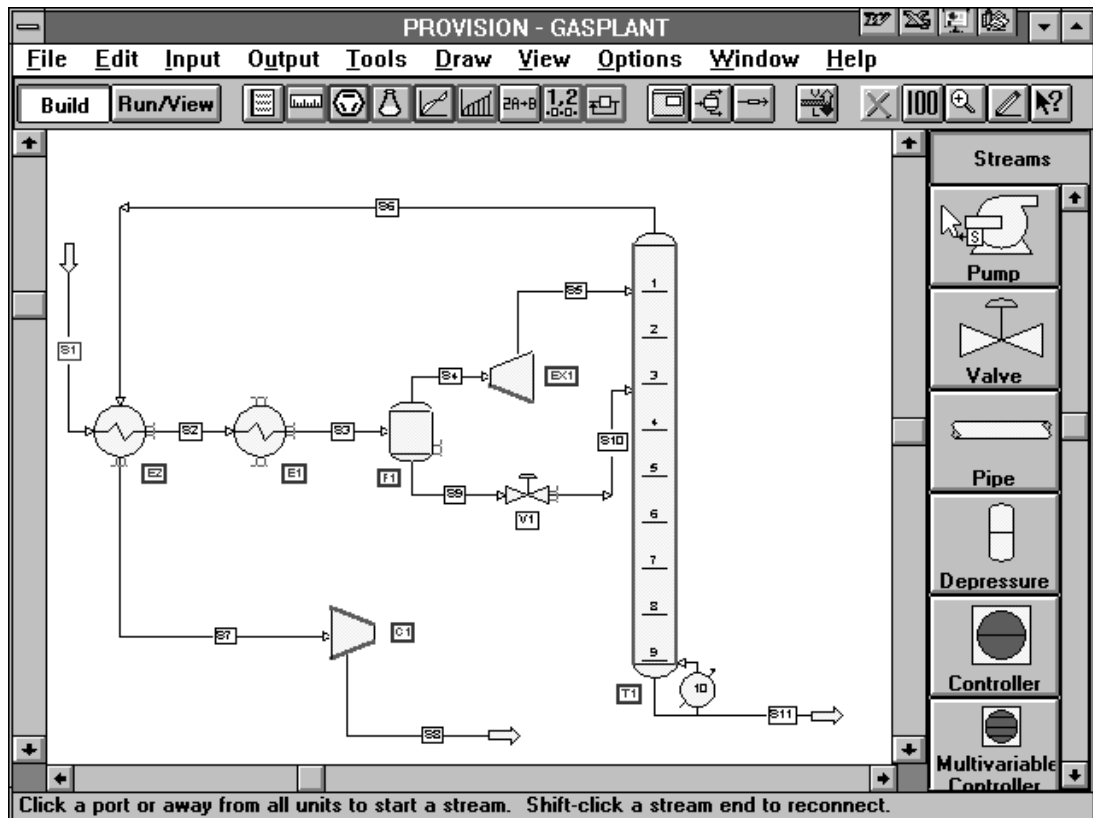 PROVISION - GASPLANT
File Edit Input Output Tools Draw View Options Window Help
Build Run/View 2A→B 1,2 100 ?
Streams
S
Pump
Valve
Pipe
Depressure
Controller
Multivariable
Controller
S6
S5
1
2
S1
S4
EX1
3
S2
S3
S10
4
E2
E1
F1
5
S9
V1
6
7
8
S7
C1
9
10
T1
S11
S8
Click a port or away from all units to start a stream. Shift-click a stream end to reconnect.